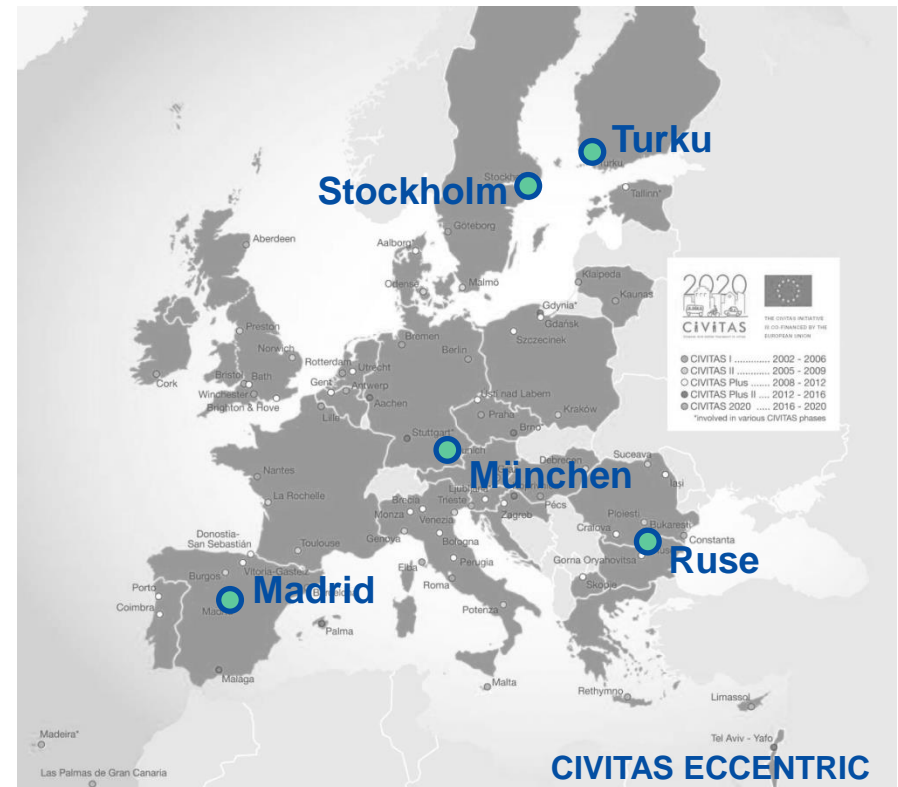 Turku
Turku
Stockholm
Stockh
Tallinn*
Göteborg
Aberdeen
Aalborg*
Odense
Malmö
Klaipeda
Kaunas
Gdynia*
Gdańsk
Szczecinek
2020
CiViTAS
THE CIVITAS INITIATIVE
IS CO-FINANCED BY THE
EUROPEAN UNION
CIVITAS I ............ 2002 - 2006
CIVITAS II ........... 2005 - 2009
CIVITAS Plus ...... 2008 - 2012
CIVITAS Plus II .... 2012 - 2016
CIVITAS 2020 ..... 2016 - 2020
*involved in various CIVITAS phases
Preston
Norwich
Bremen
Berlin
Rotterdam
Utrecht
Cork
Bristol
Bath
Gent
Antwerp
Winchester
Brighton & Hove
Aachen
Ústí nad Labem
Lille
Praha
Kraków
Stuttgart*
Brno*
München
unich
Nantes
Debrecen
Suceava
Iași
La Rochelle
Ljubljana
Brescia
Trieste
Monza
Venezia
Zagreb
Pécs
Ploiesti
Craiova
Bukarest
Constanta
Ruse
Donostia-
San Sebastián
Toulouse
Genova
Bologna
Gorna Oryahovitsa
Vitoria-Gasteiz
Burgos
Elba
Perugia
Porto
Madrid
Roma
Skopje
Coimbra
Potenza
Palma
Malaga
Malta
Rethymno
Limassol
Madeira*
Tel Aviv - Yafo
Las Palmas de Gran Canaria
CIVITAS ECCENTRIC